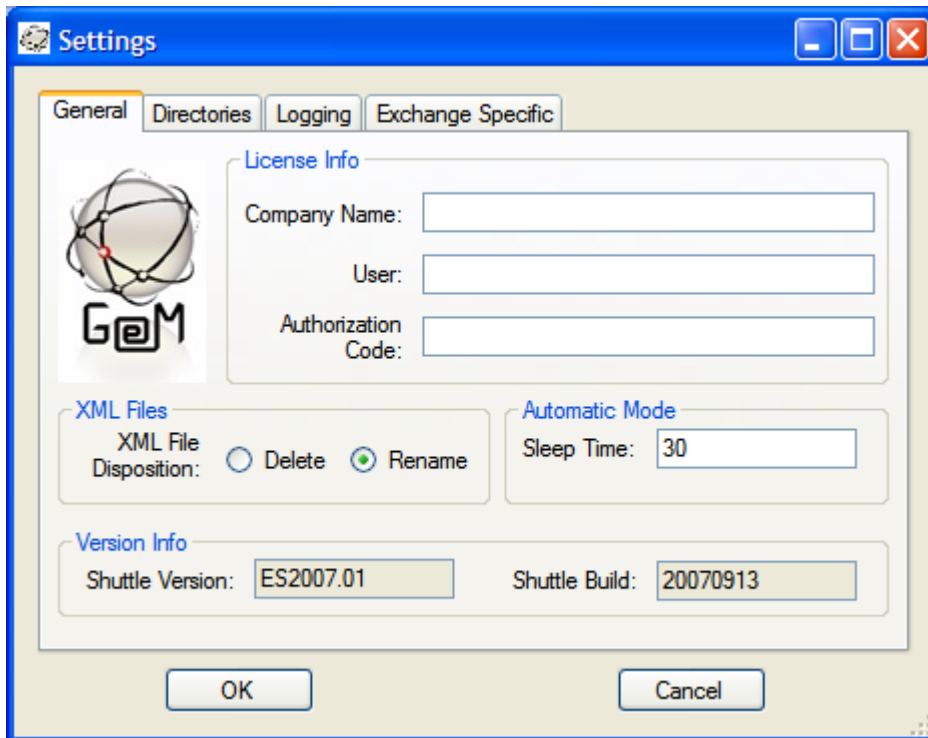 Settings
General Directories Logging Exchange Specific
License Info
Company Name:
User:
Authorization
Code:
G@M
XML Files
XML File
Disposition: Delete Rename
Automatic Mode
Sleep Time: 30
Version Info
Shuttle Version: ES2007.01 Shuttle Build: 20070913
OK Cancel